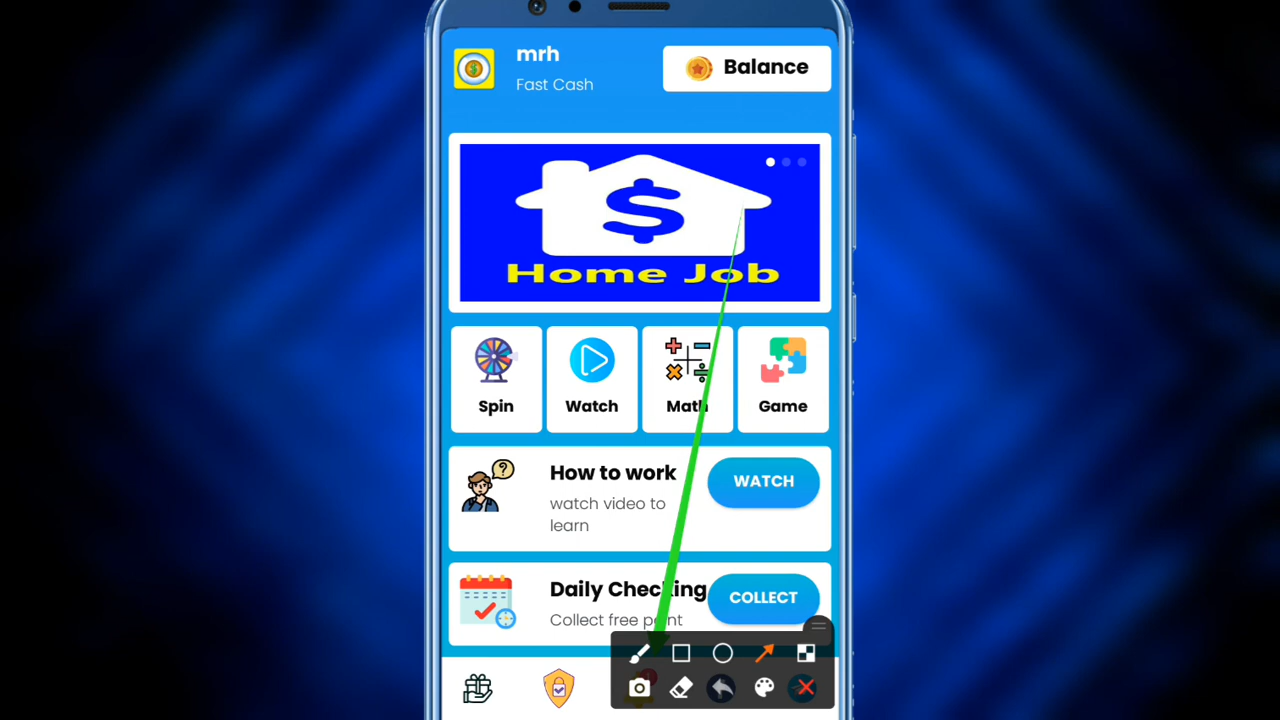 mrh
Fast Cash
Balance
$
Home Job
Spin
Watch
Math
Game
How to work
watch video to
learn
WATCH
Daily Checking
Collect free point
COLLECT